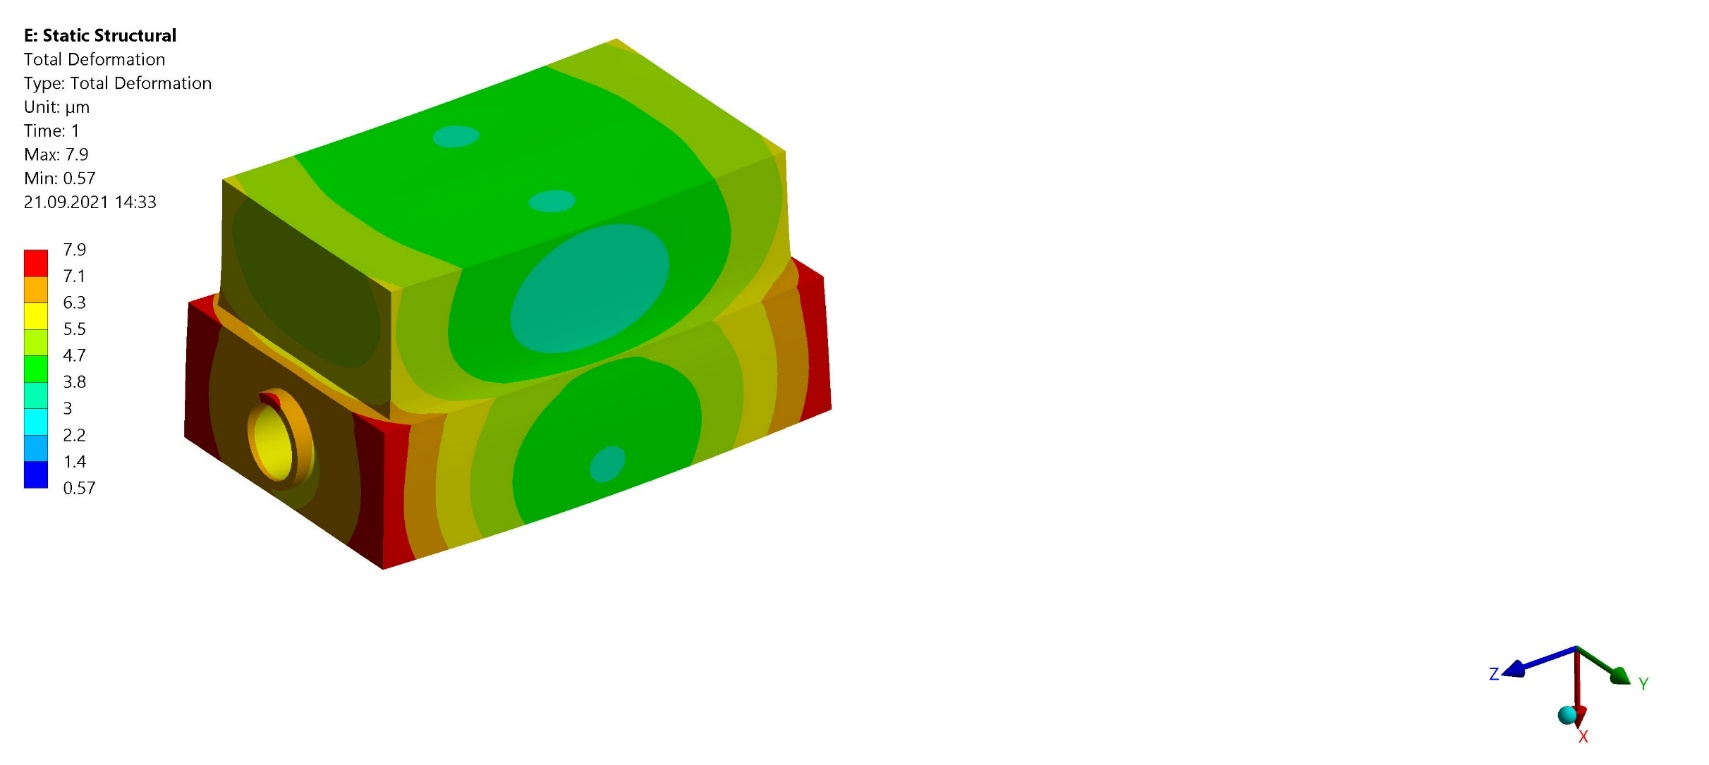 E: Static Structural
Total Deformation
Type: Total Deformation
Unit: µm
Time: 1
Max: 7.9
Min: 0.57
21.09.2021 14:33
7.9
7.1
6.3
5.5
4.7
3.8
3
2.2
1.4
0.57
Z
Y
X